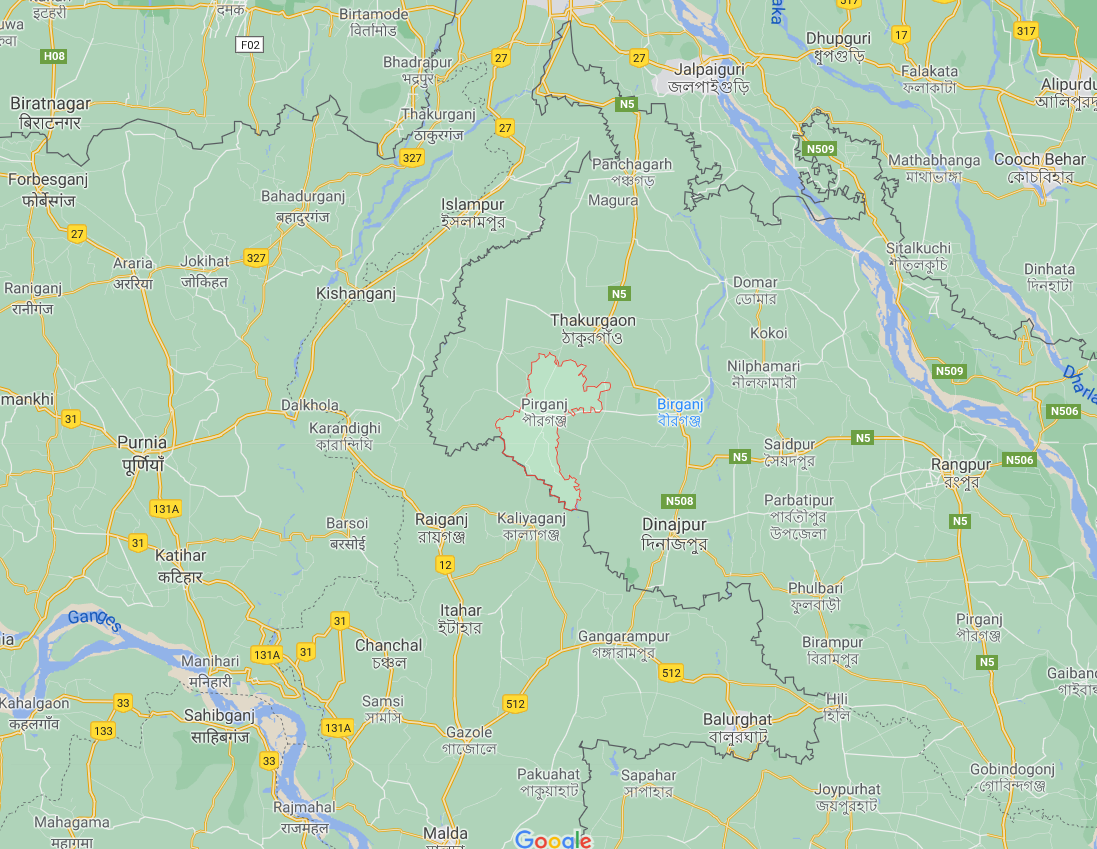 इटहरी
दमक
Birtamode
विर्तामोड
317
F02
H08
27
27
17
317
Dhupguri
ধূপগুড়ি
Bhadrapur
भद्रपुर
Jalpaiguri
জলপাইগুড়ি
Falakata
ফলাকাটা
Biratnagar
बिराटनगर
N5
Thakurganj
ठाकुरगंज
27
327
N509
Panchagarh
পঞ্চগড়
Mathabhanga
মাথাভাঙ্গা
Cooch Behar
কোচবিহার
Forbesganj
फोर्बेसगंज
Bahadurganj
बहादुरगंज
Magura
Islampur
ইসলামপুর
27
Araria
अररिया
Jokihat
जोकिहत
327
Sitalkuchi
শীতলকুচি
Dinhata
দিনহাটা
Raniganj
रानीगंज
Kishanganj
N5
Domar
ডোমার
Thakurgaon
ঠাকুরগাঁও
Kokoi
Nilphamari
নীলফামারী
N509
31
Dalkhola
Pirganj
পীরগঞ্জ
Birganj
বীরগঞ্জ
N506
Purnia
पूर्णियाँ
Karandighi
কারান্দিঘি
N5
Saidpur
সৈয়দপুর
N5
N506
Rangpur
রংপুর
131A
N508
Parbatipur
পার্বতীপুর
উপজেলা
Barsoi
बरसोई
Raiganj
রায়গঞ্জ
Kaliyaganj
কাল্যাগঞ্জ
Dinajpur
দিনাজপুর
N5
31
Katihar
कटिहार
12
Phulbari
ফুলবাড়ী
Ganges
31
Itahar
ইটাহার
Pirganj
পীরগঞ্জ
131A
31
Chanchal
চঞ্চল
Gangarampur
গঙ্গারামপুর
Birampur
বিরামপুর
N5
Manihari
मनिहारी
512
Kahalgaon
कहलगाँव
33
Samsi
সামসি
512
Hili
হিলি
133
Sahibganj
साहिबगंज
131A
Gazole
গাজোলে
Balurghat
বালুরঘাট
33
Pakuahat
পাকুয়াহাট
Sapahar
সাপাহার
Gobindogonj
গোবিন্দগঞ্জ
Joypurhat
জয়পুরহাট
Rajmahal
राजमहल
Mahagama
महागमा
Malda
Google